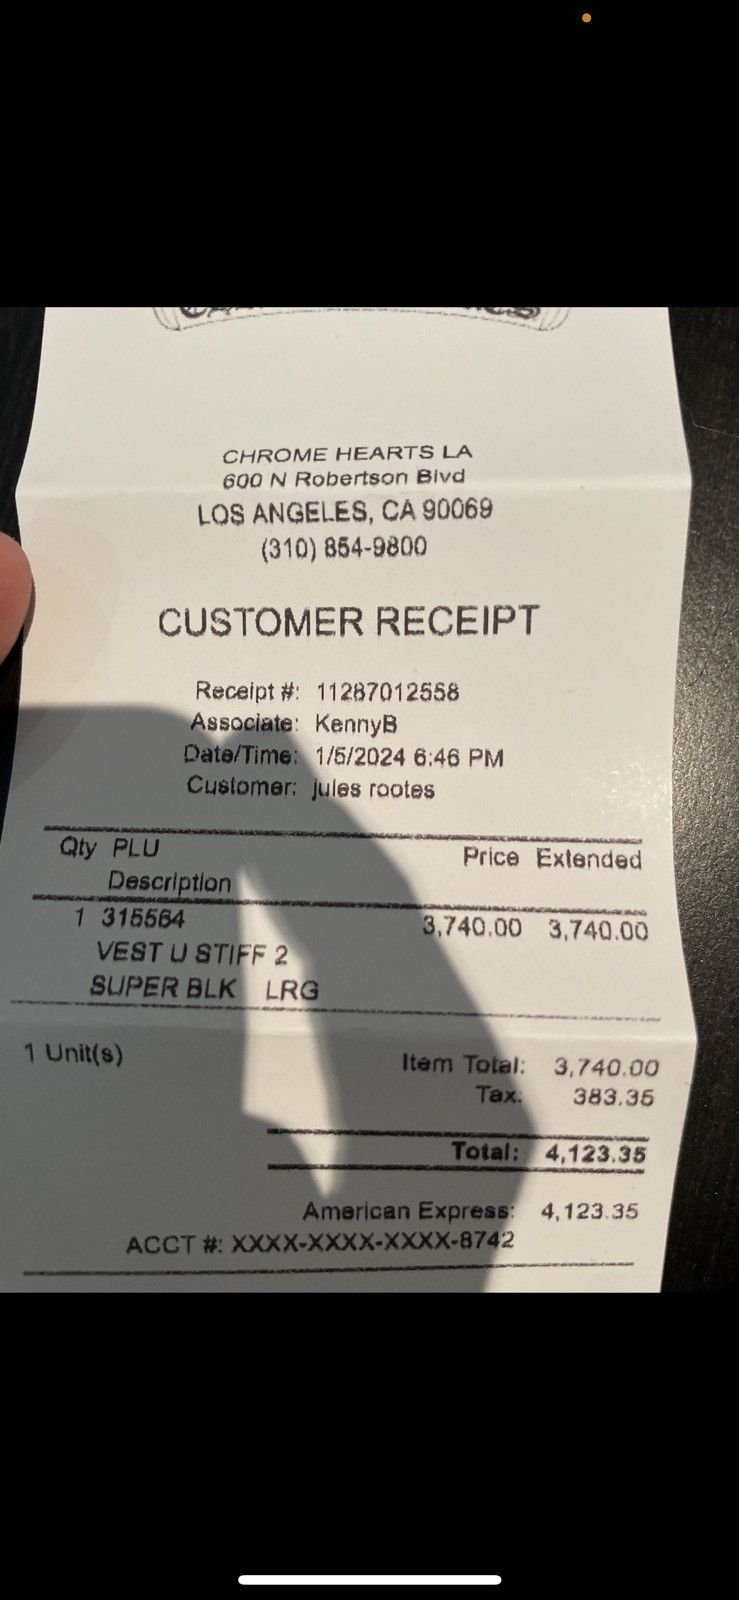 CHROME HEARTS LA
600 N Robertson Blvd
LOS ANGELES, CA 90069
(310) 854-9800
CUSTOMER RECEIPT
Receipt #: 11287012558
Associate: KennyB
Date/Time: 1/5/2024 6:46 PM
Customer: jules rootes
Qty PLU Price Extended
Description
1 315564 3,740.00 3,740.00
VEST U STIFF 2
SUPER BLK LRG
1 Unit(s)
Item Total: 3,740.00
Tax: 383.35
Total: 4,123.35
American Express: 4,123.35
ACCT #: XXXX-XXXX-XXXX-8742